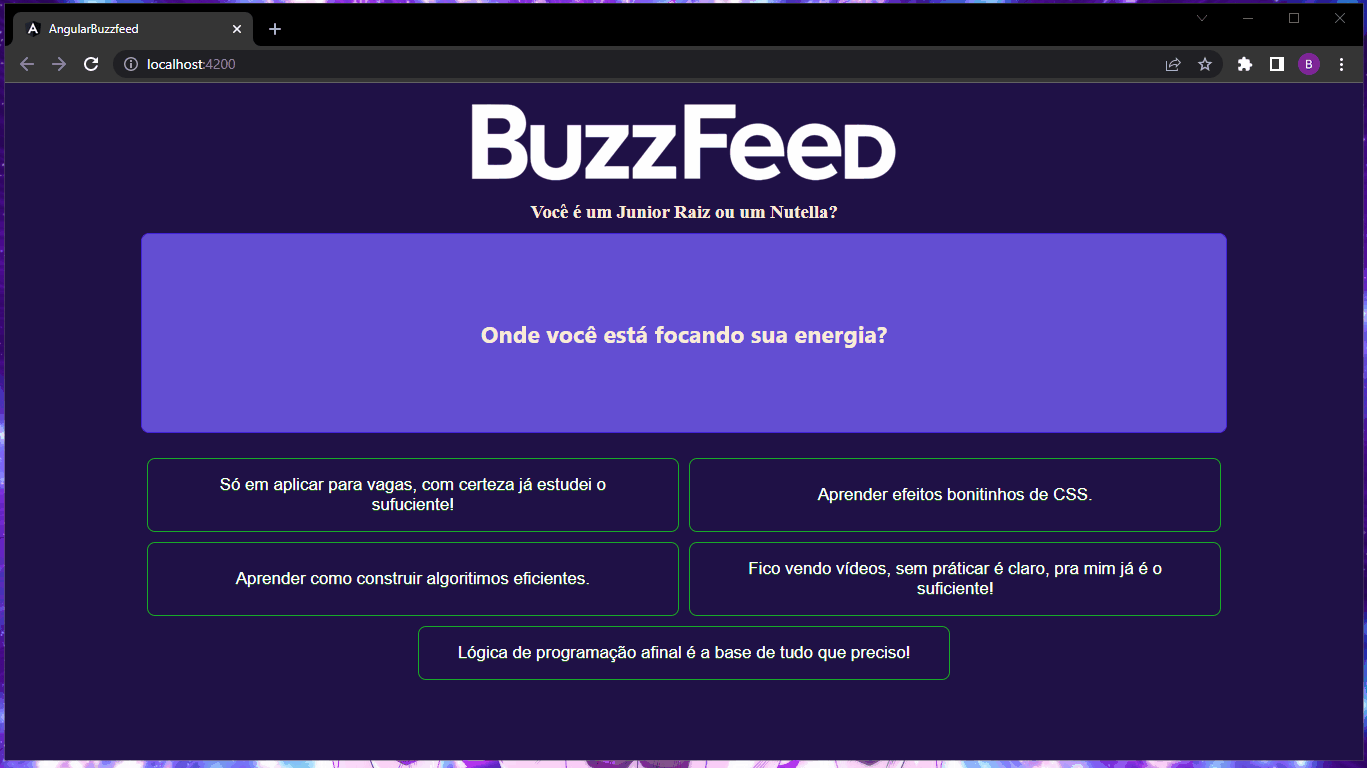 AngularBuzzfeed
localhost:4200
B
BuzzFeed
Você é um Junior Raiz ou um Nutella?
Onde você está focando sua energia?
Só em aplicar para vagas, com certeza já estudei o
sufuciente!
Aprender efeitos bonitinhos de CSS.
Aprender como construir algoritimos eficientes.
Fico vendo vídeos, sem práticar é claro, pra mim já é o
suficiente!
Lógica de programação afinal é a base de tudo que preciso!